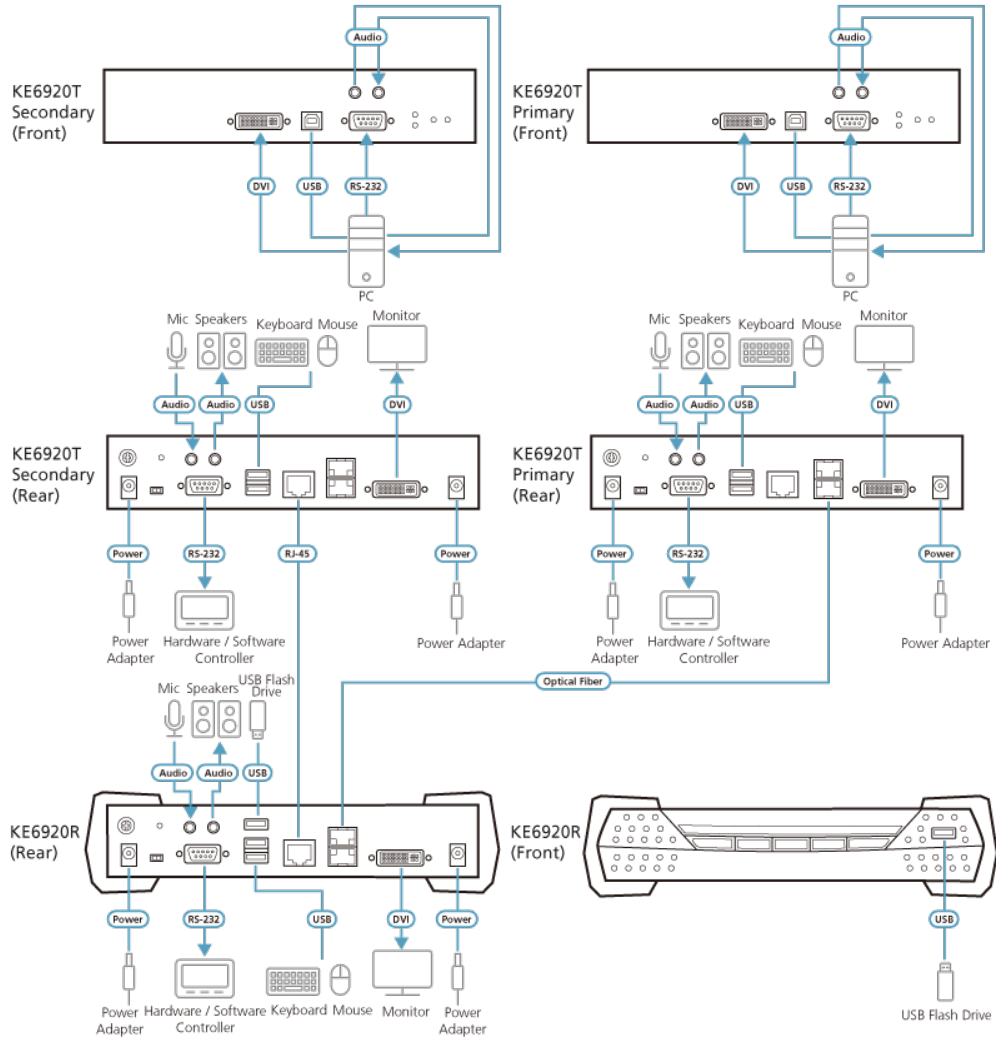 Audio
Audio
KE6920T
Secondary
(Front)
KE6920T
Primary
(Front)
DVI
USB
RS-232
DVI
USB
RS-232
PC
PC
Mic
Speakers
Keyboard
Mouse
Monitor
Mic
Speakers
Keyboard
Mouse
Monitor
Audio
Audio
USB
DVI
Audio
Audio
USB
DVI
KE6920T
Secondary
(Rear)
KE6920T
Primary
(Rear)
Power
RS-232
RJ-45
Power
Power
RS-232
Power
Power
Adapter
Hardware / Software
Controller
Power Adapter
Power
Adapter
Hardware / Software
Controller
Power Adapter
Optical Fiber
Mic
Speakers
USB Flash
Drive
Audio
Audio
USB
KE6920R
(Rear)
KE6920R
(Front)
Power
RS-232
USB
DVI
Power
USB
Power
Adapter
Hardware / Software
Controller
Keyboard
Mouse
Monitor
Power
Adapter
USB Flash Drive